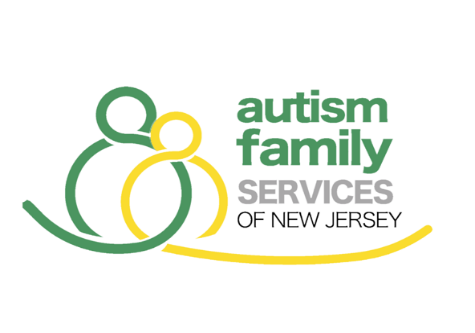 autism
family
SERVICES
OF NEW JERSEY